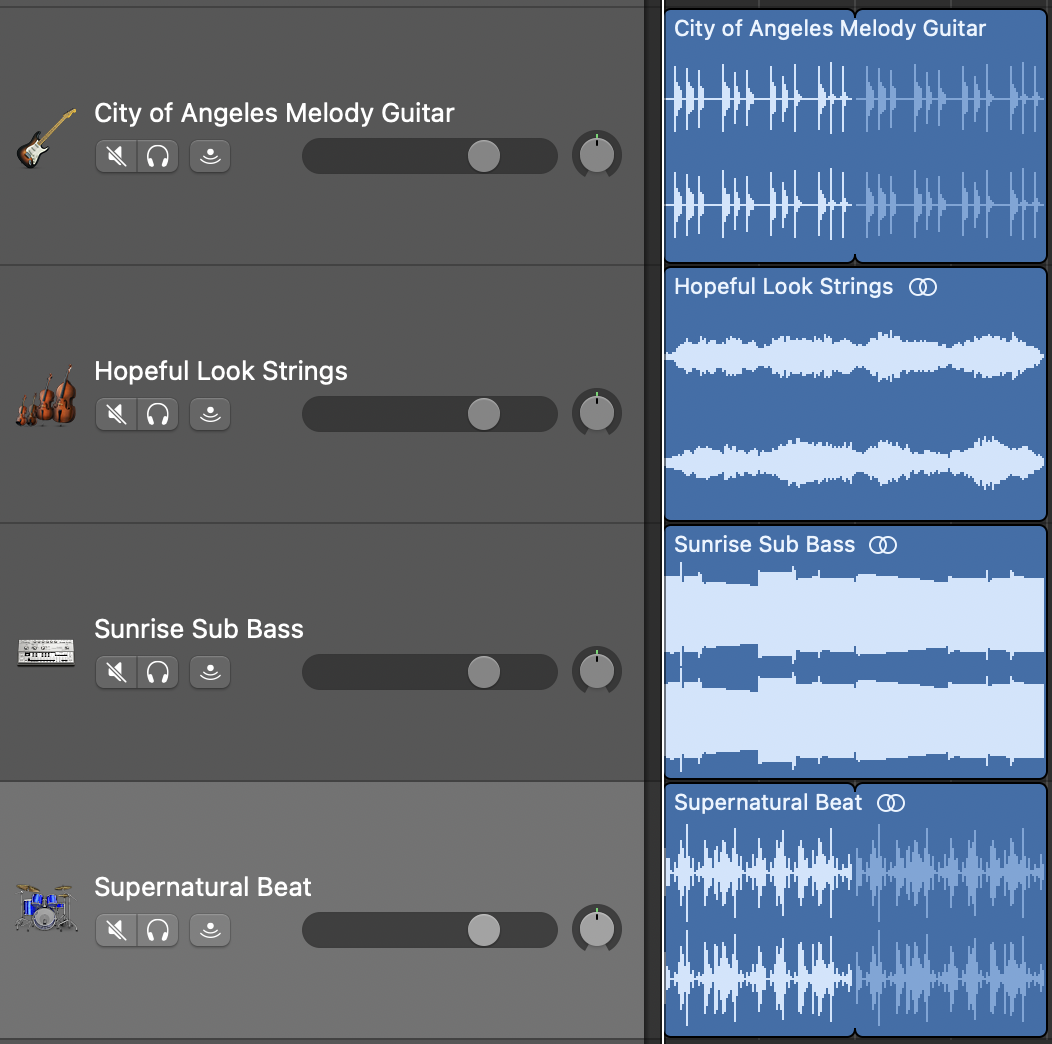 City of Angeles Melody Guitar
City of Angeles Melody Guitar
Hopeful Look Strings
Hopeful Look Strings
Sunrise Sub Bass
Sunrise Sub Bass
Supernatural Beat
Supernatural Beat